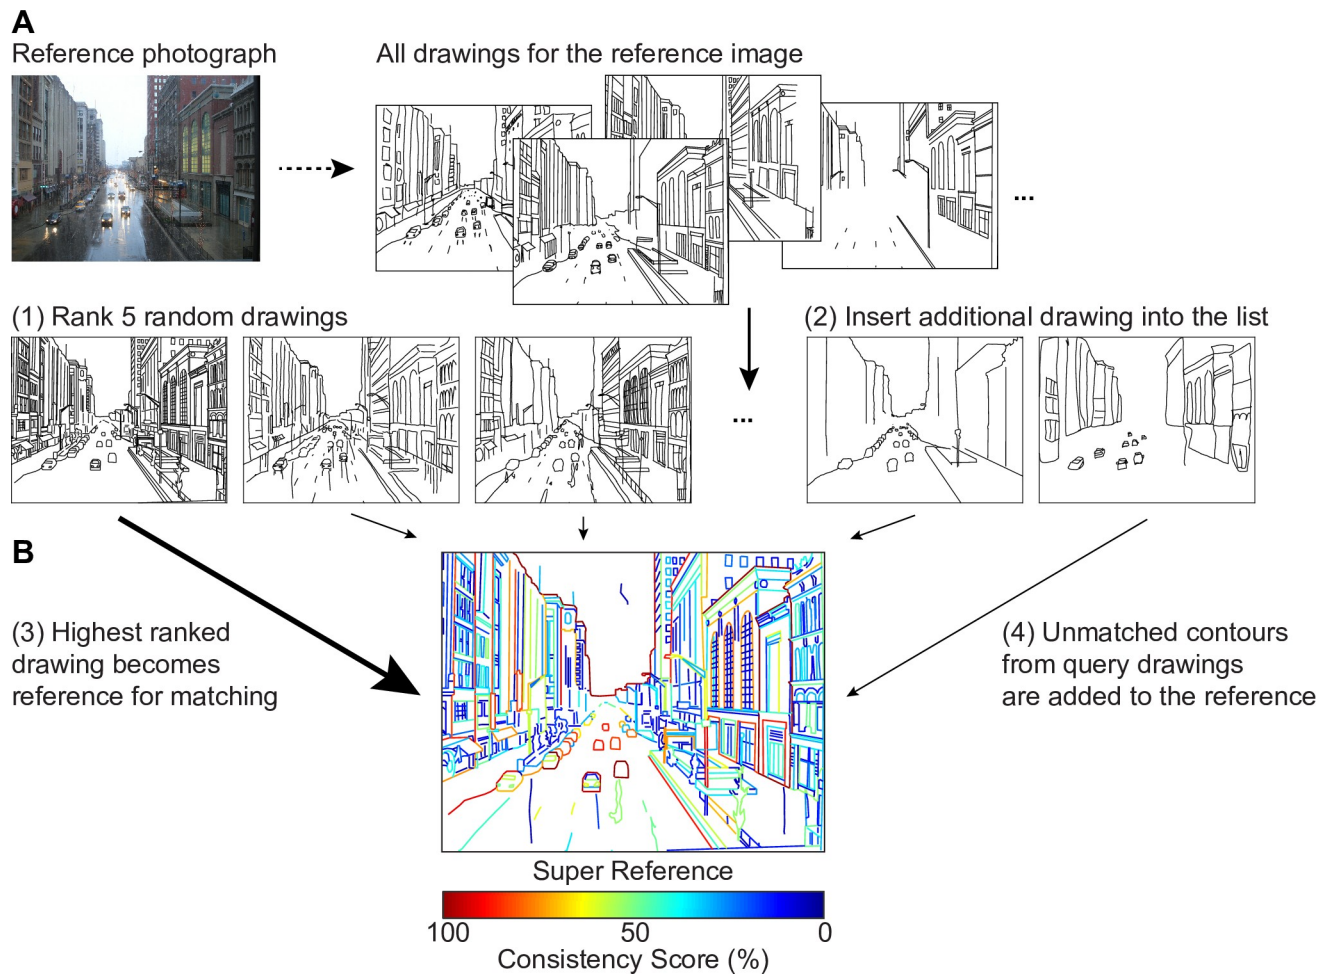 A
Reference photograph
All drawings for the reference image
...
(1) Rank 5 random drawings
(2) Insert additional drawing into the list
...
B
(3) Highest ranked
drawing becomes
reference for matching
(4) Unmatched contours
from query drawings
are added to the reference
Super Reference
100 50 0
Consistency Score (%)